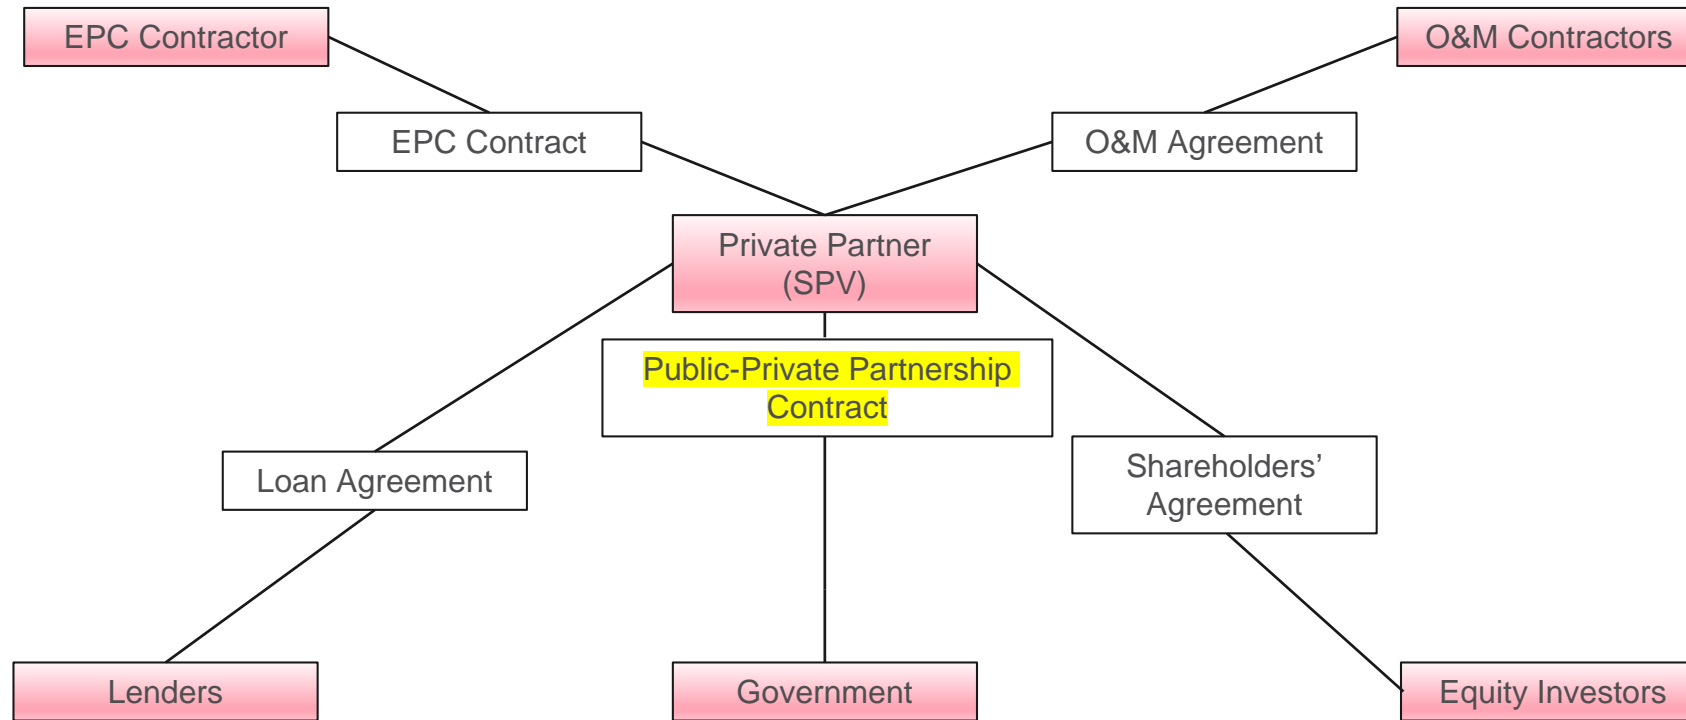 EPC Contractor
O&M Contractors
EPC Contract
O&M Agreement
Private Partner
(SPV)
Public-Private Partnership
Contract
Loan Agreement
Shareholders’
Agreement
Lenders
Government
Equity Investors